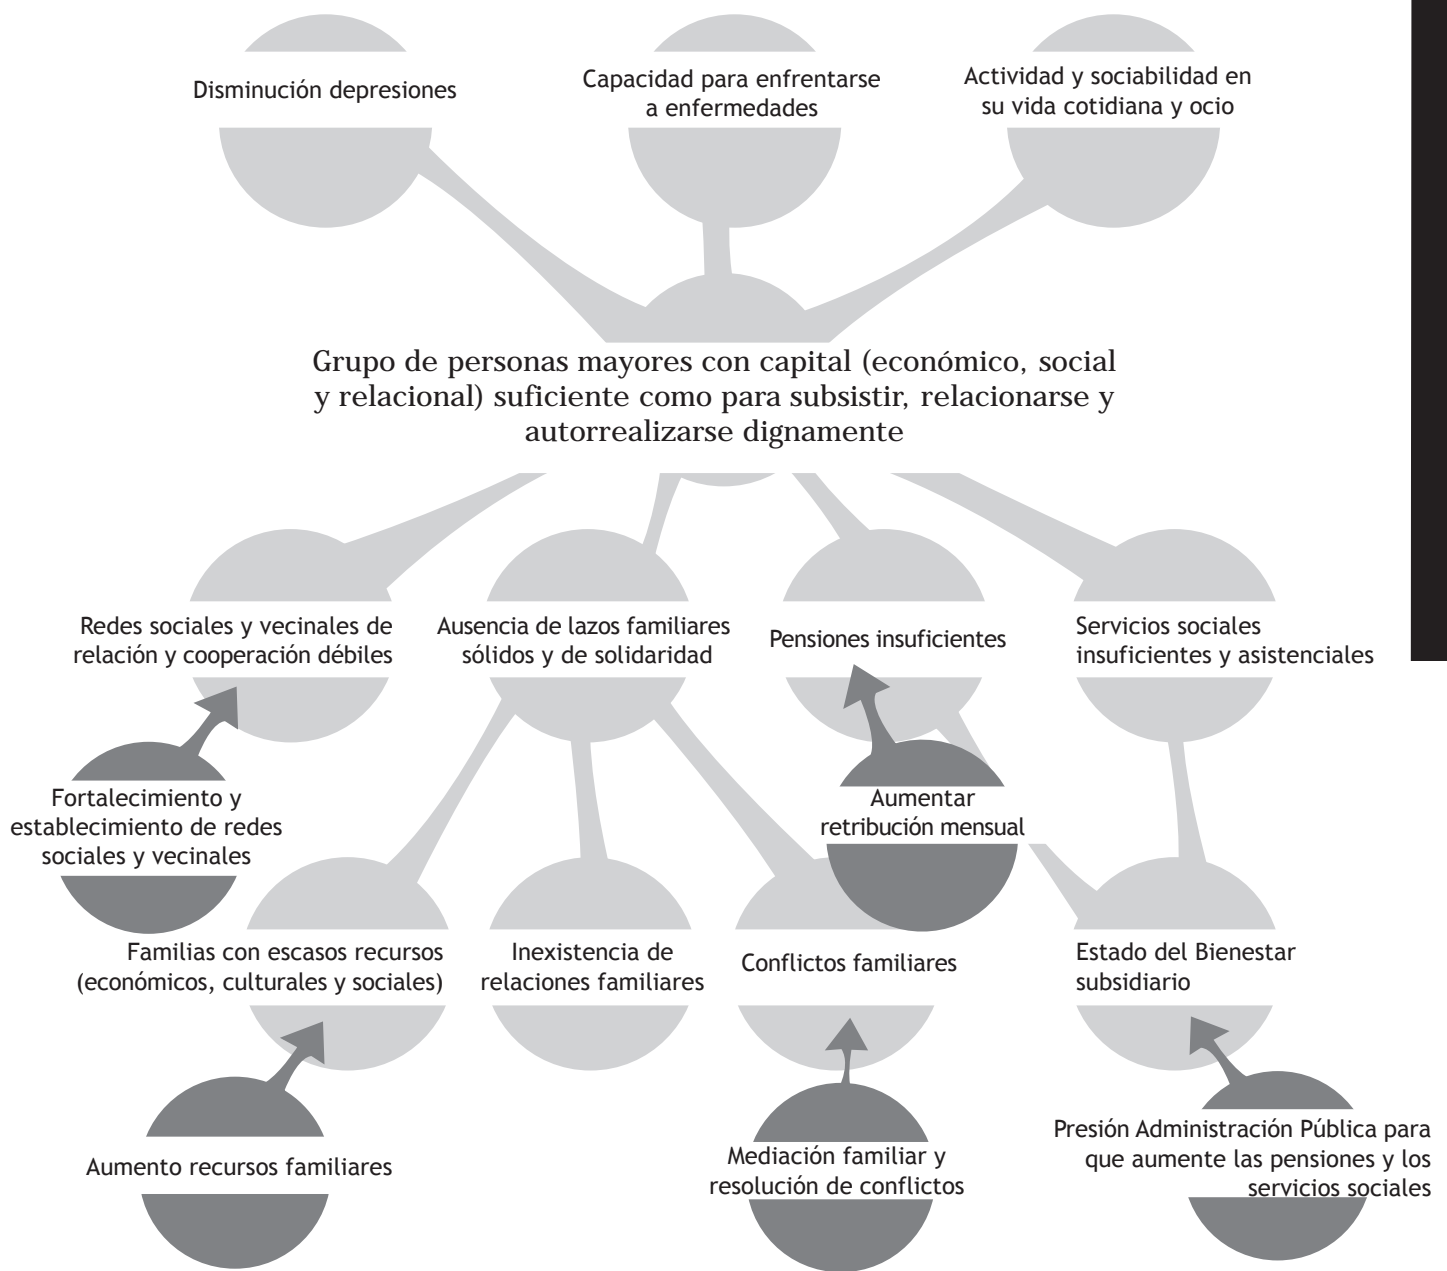 Disminución depresiones
Capacidad para enfrentarse
a enfermedades
Actividad y sociabilidad en
su vida cotidiana y ocio
Grupo de personas mayores con capital (económico, social
y relacional) suficiente como para subsistir, relacionarse y
autorrealizarse dignamente
Redes sociales y vecinales de
relación y cooperación débiles
Ausencia de lazos familiares
sólidos y de solidaridad
Pensiones insuficientes
Servicios sociales
insuficientes y asistenciales
Fortalecimiento y
establecimiento de redes
sociales y vecinales
Aumentar
retribución mensual
Familias con escasos recursos
(económicos, culturales y sociales)
Inexistencia de
relaciones familiares
Conflictos familiares
Estado del Bienestar
subsidiario
Aumento recursos familiares
Mediación familiar y
resolución de conflictos
Presión Administración Pública para
que aumente las pensiones y los
servicios sociales